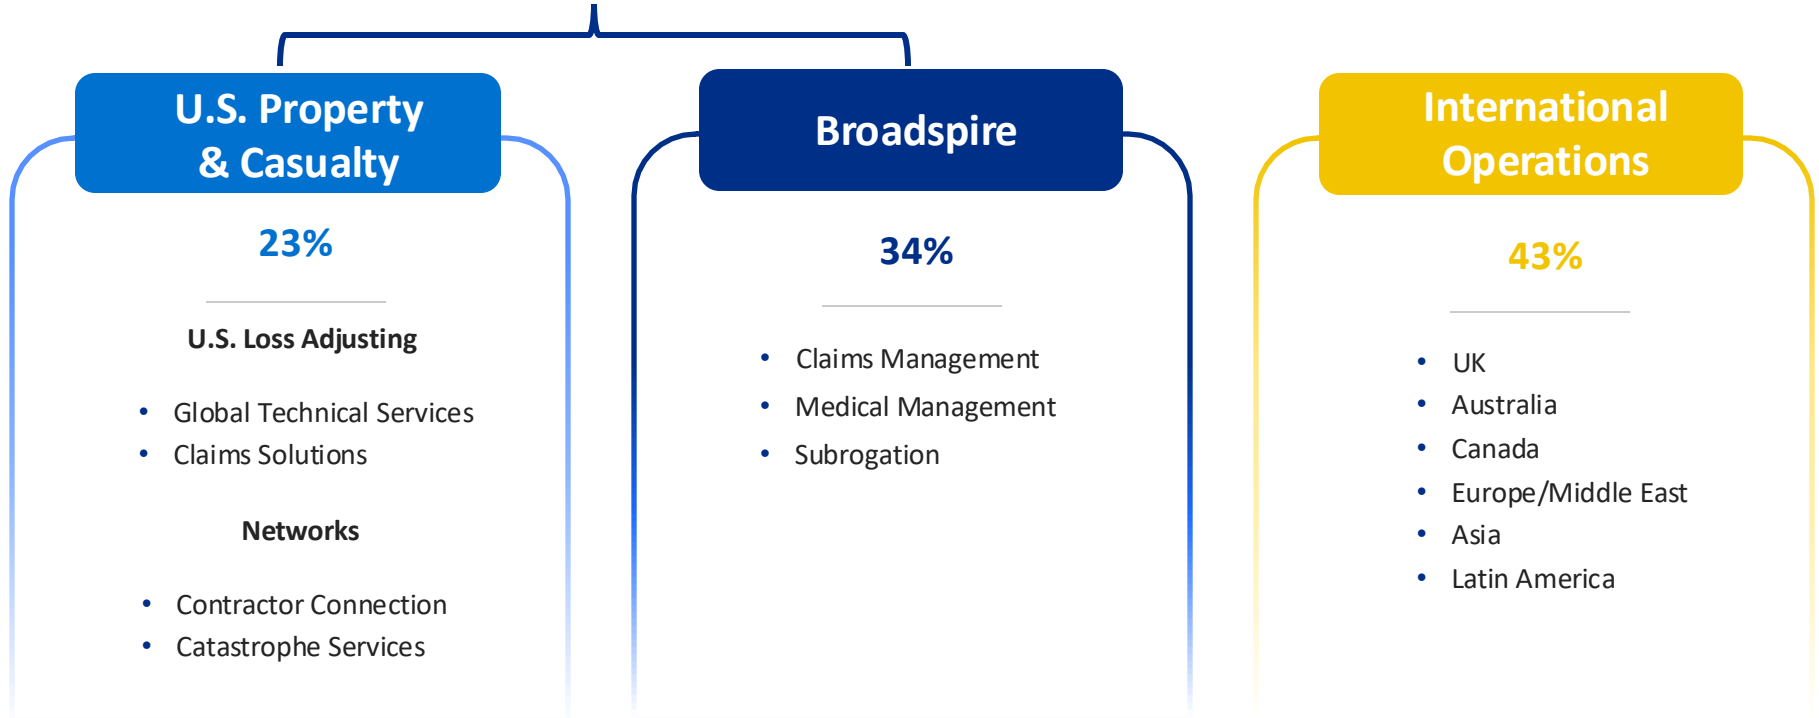 U.S. Property
& Casualty
23%
U.S. Loss Adjusting
• Global Technical Services
• Claims Solutions
Networks
• Contractor Connection
• Catastrophe Services
Broadspire
34%
• Claims Management
• Medical Management
• Subrogation
International
Operations
43%
• UK
• Australia
• Canada
• Europe/Middle East
• Asia
• Latin America